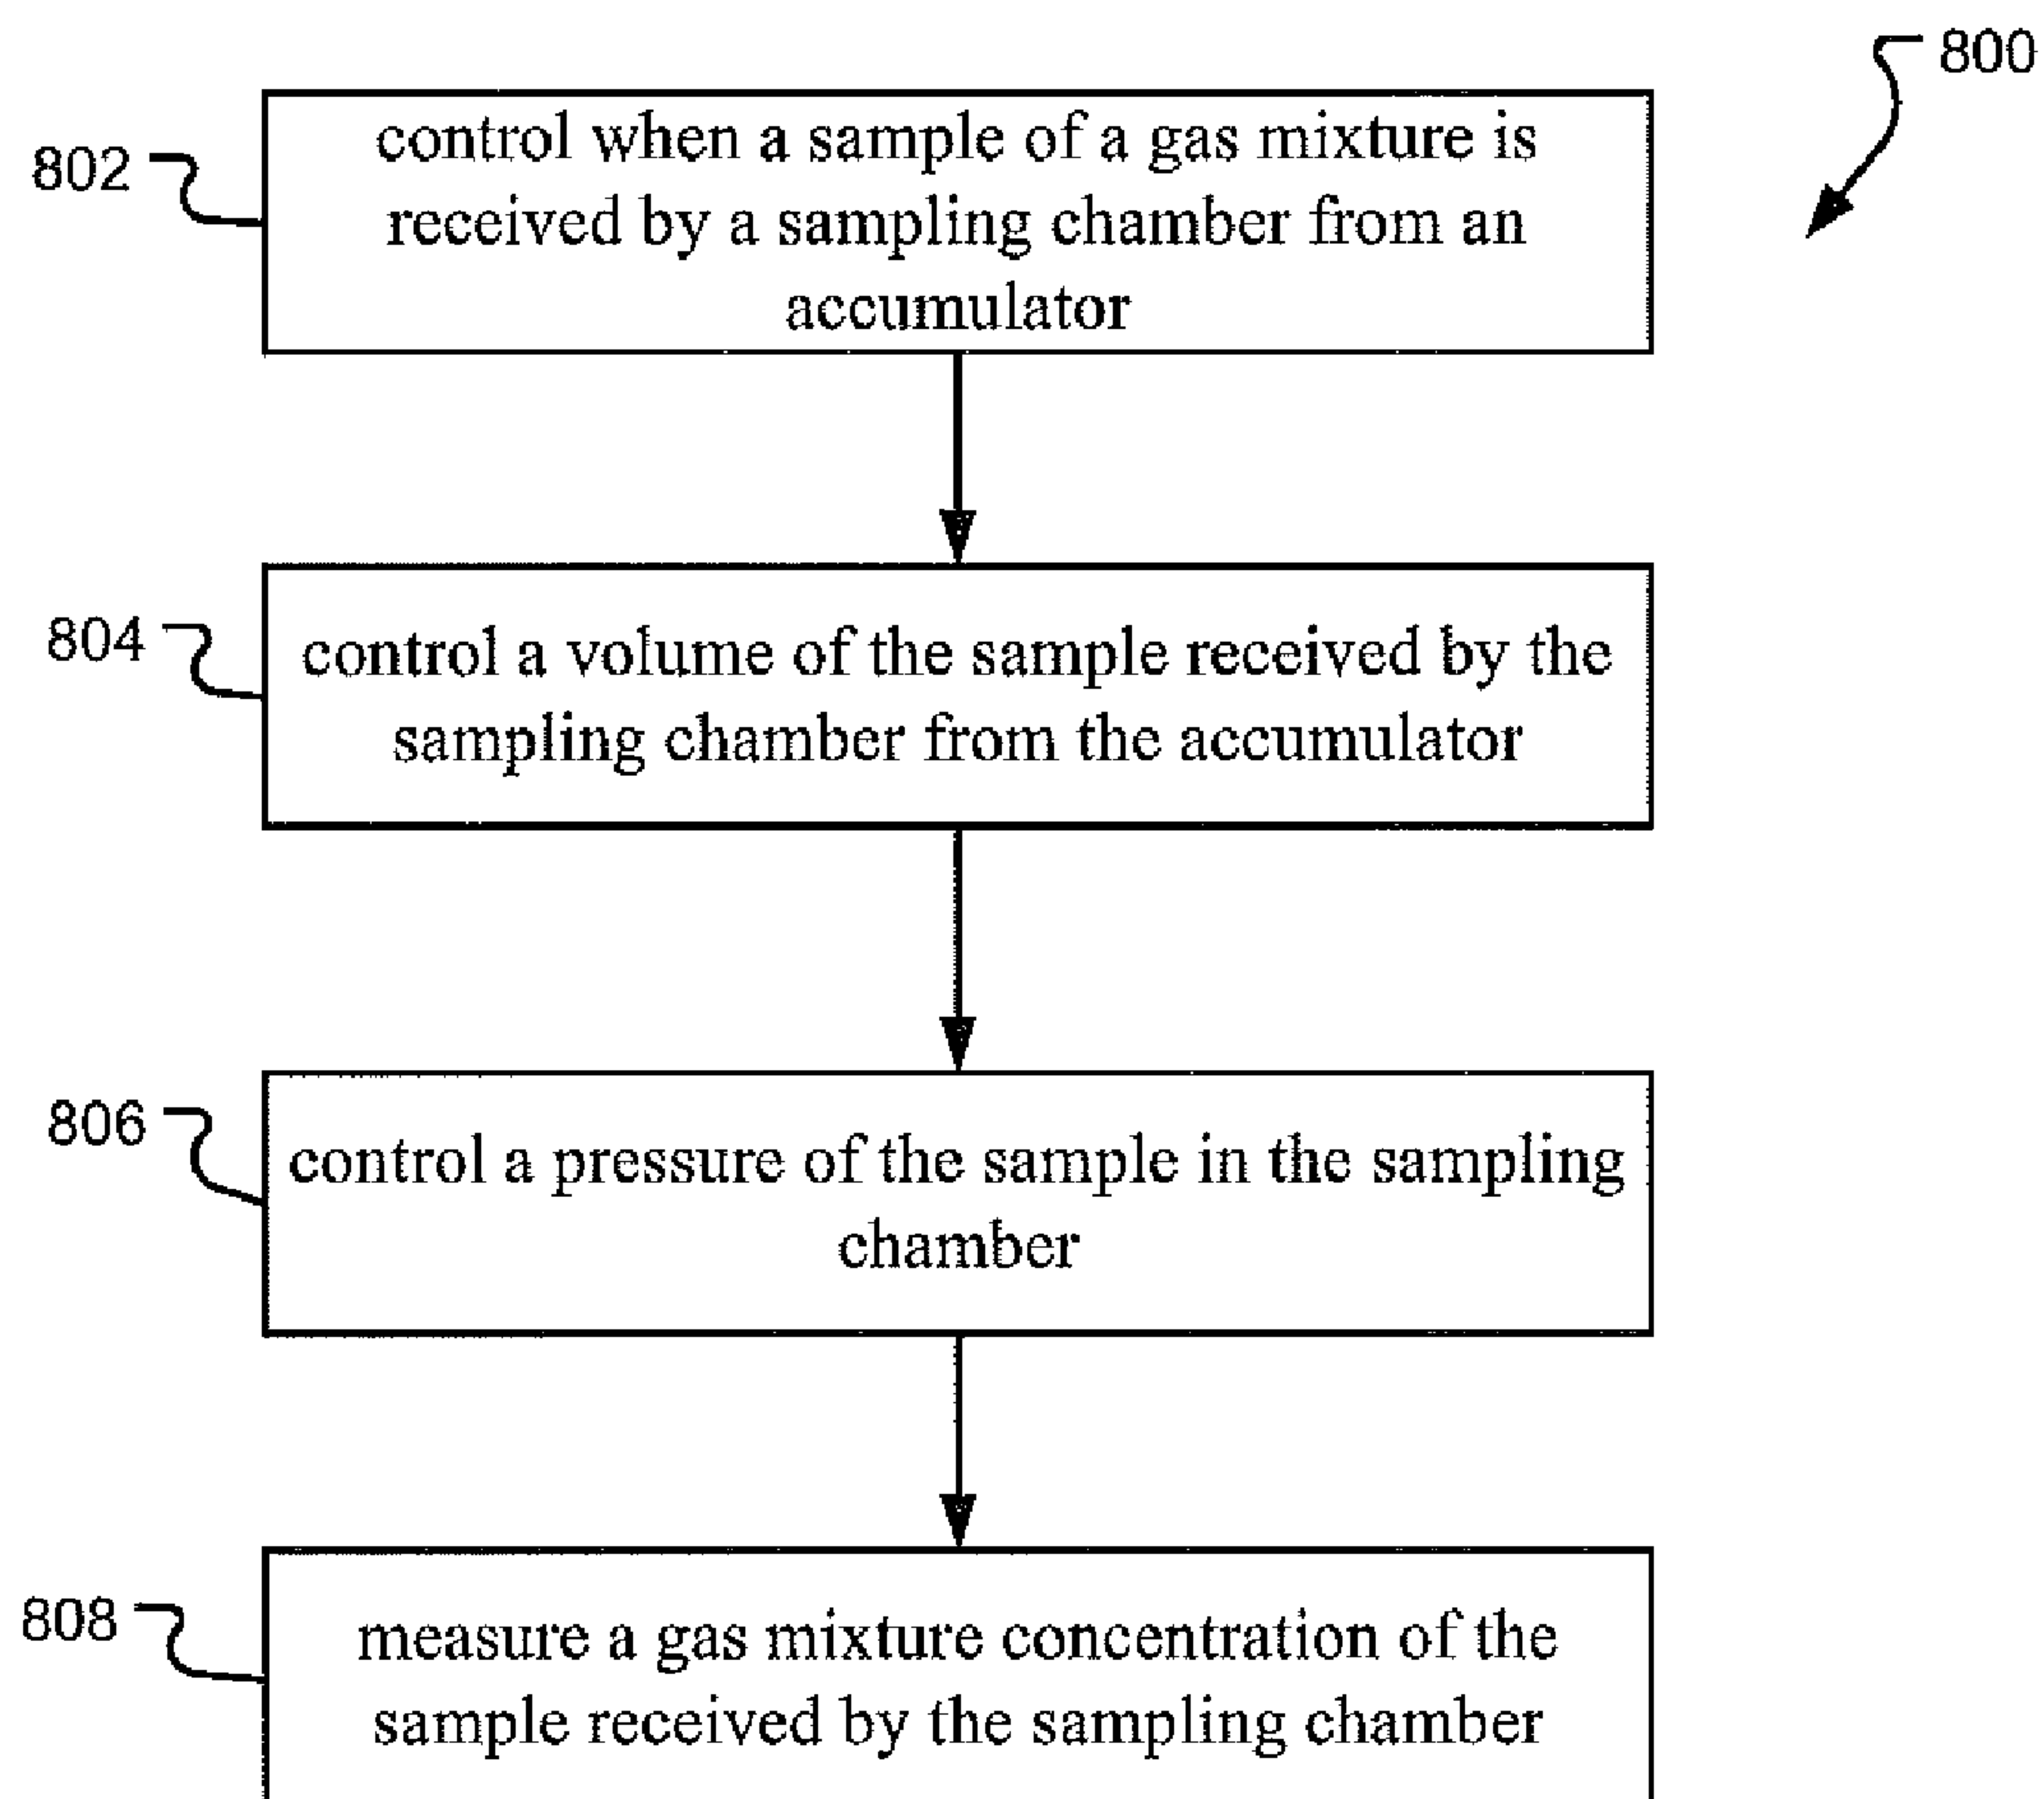 800
802
control when a sample of a gas mixture is
received by a sampling chamber from an
accumulator
804
control a volume of the sample received by the
sampling chamber from the accumulator
806
control a pressure of the sample in the sampling
chamber
808
measure a gas mixture concentration of the
sample received by the sampling chamber